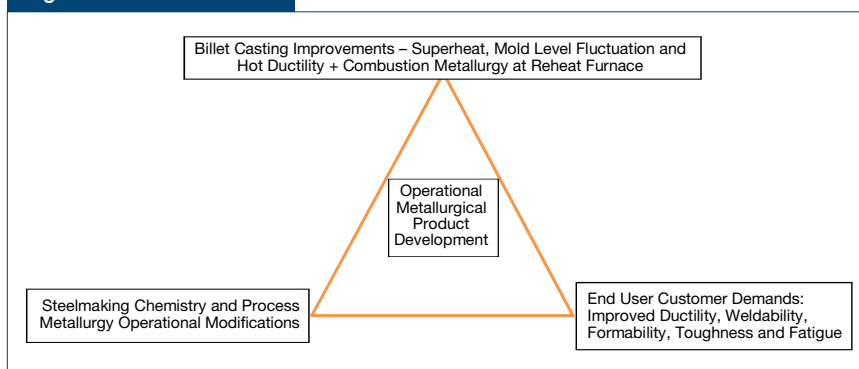 Billet Casting Improvements – Superheat, Mold Level Fluctuation and
Hot Ductility + Combustion Metallurgy at Reheat Furnace
Operational
Metallurgical
Product
Development
Steelmaking Chemistry and Process
Metallurgy Operational Modifications
End User Customer Demands:
Improved Ductility, Weldability,
Formability, Toughness and Fatigue